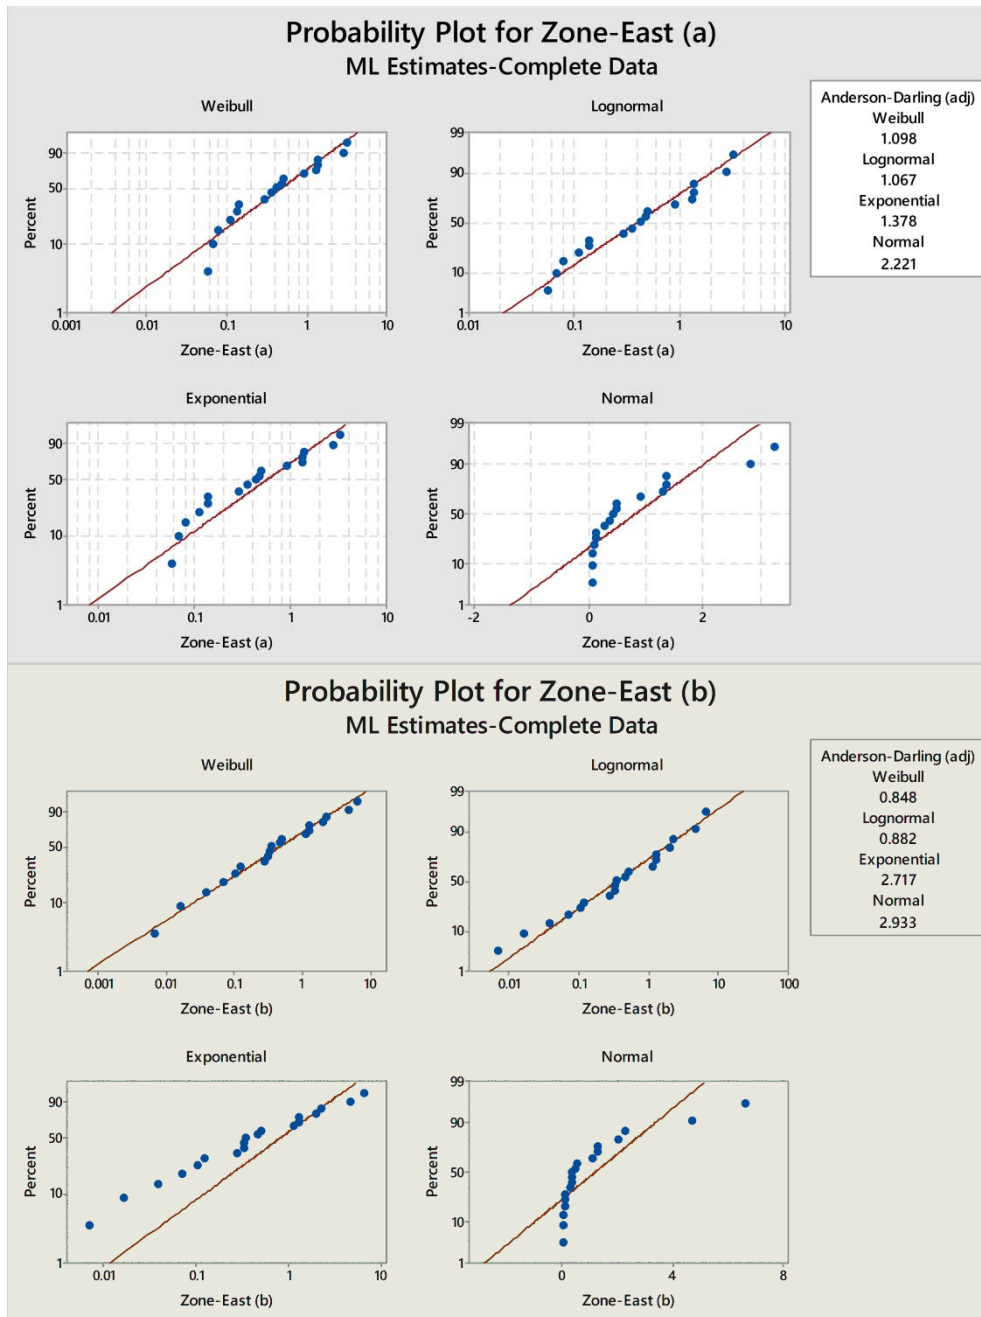 Probability Plot for Zone-East (a)
ML Estimates-Complete Data
Weibull
Percent
90
50
10
1
0.001 0.01 0.1 1 10
Zone-East (a)
Lognormal
Percent
99
90
50
10
1
0.01 0.1 1 10
Zone-East (a)
Anderson-Darling (adj)
Weibull
1.098
Lognormal
1.067
Exponential
1.378
Normal
2.221
Exponential
Percent
90
50
10
1
0.01 0.1 1 10
Zone-East (a)
Normal
Percent
99
90
50
10
1
-2 0 2
Zone-East (a)
Probability Plot for Zone-East (b)
ML Estimates-Complete Data
Weibull
Percent
90
50
10
1
0.001 0.01 0.1 1 10
Zone-East (b)
Lognormal
Percent
99
90
50
10
1
0.01 0.1 1 10 100
Zone-East (b)
Anderson-Darling (adj)
Weibull
0.848
Lognormal
0.882
Exponential
2.717
Normal
2.933
Exponential
Percent
90
50
10
1
0.01 0.1 1 10
Zone-East (b)
Normal
Percent
99
90
50
10
1
0 4 8
Zone-East (b)